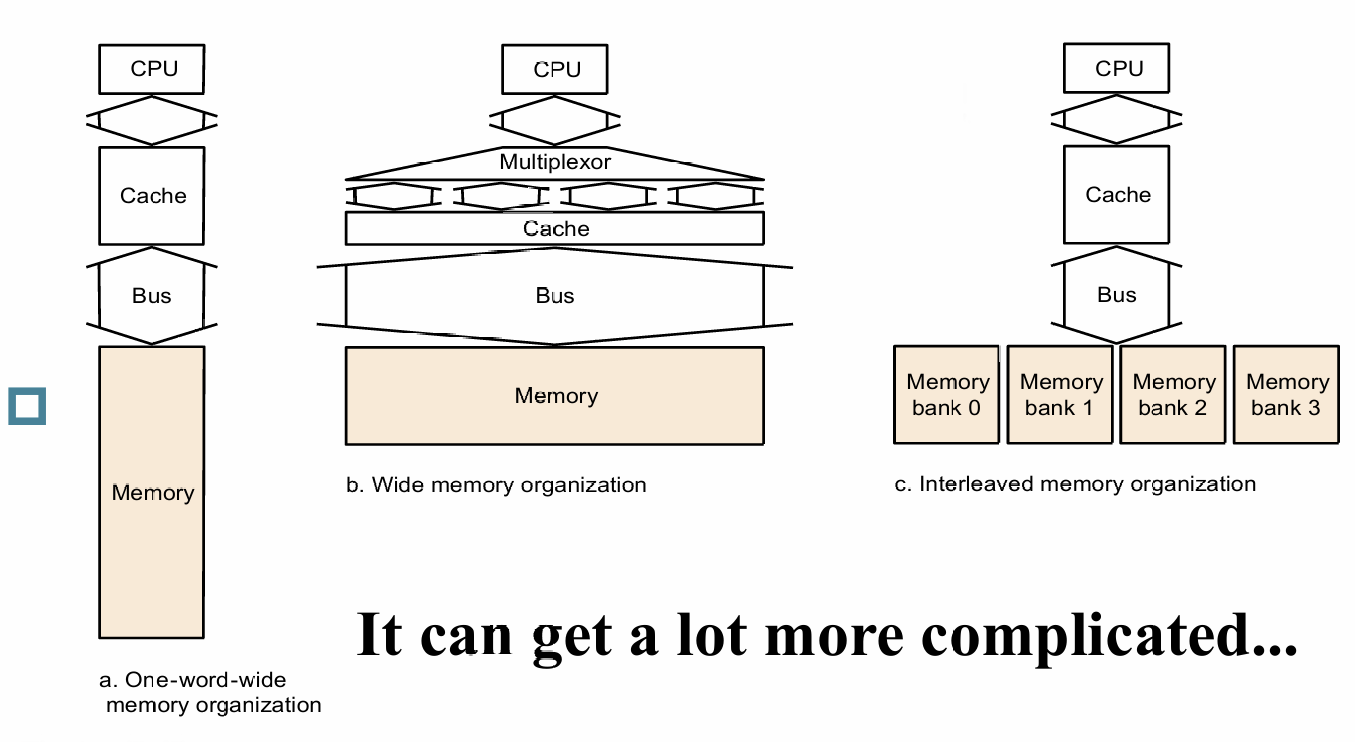 CPU
Cache
Bus
Memory
a. One-word-wide
memory organization
CPU
Multiplexor
Cache
Bus
Memory
b. Wide memory organization
CPU
Cache
Bus
Memory
bank 0
Memory
bank 1
Memory
bank 2
Memory
bank 3
c. Interleaved memory organization
It can get a lot more complicated...